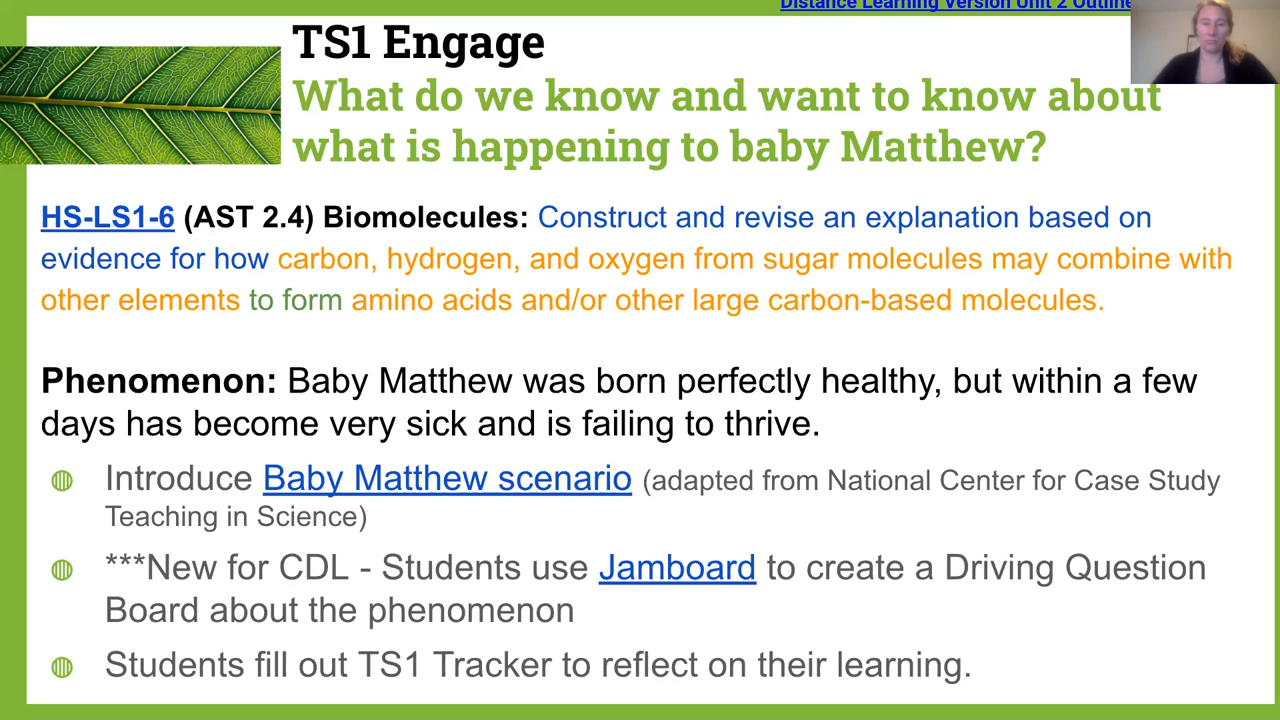 Distance Learning Version Unit 2 Outline
TS1 Engage
What do we know and want to know about
what is happening to baby Matthew?
HS-LS1-6 (AST 2.4) Biomolecules: Construct and revise an explanation based on
evidence for how carbon, hydrogen, and oxygen from sugar molecules may combine with
other elements to form amino acids and/or other large carbon-based molecules.
Phenomenon: Baby Matthew was born perfectly healthy, but within a few
days has become very sick and is failing to thrive.
Introduce Baby Matthew scenario (adapted from National Center for Case Study
Teaching in Science)
***New for CDL - Students use Jamboard to create a Driving Question
Board about the phenomenon
Students fill out TS1 Tracker to reflect on their learning.